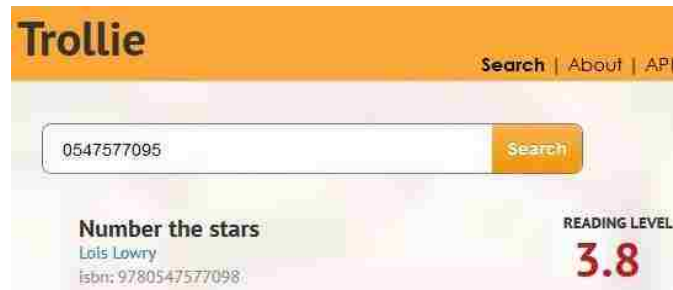 Trollie
Search | About | API
0547577095
Search
Number the stars
Lois Lowry
isbn: 9780547577098
READING LEVEL
3.8